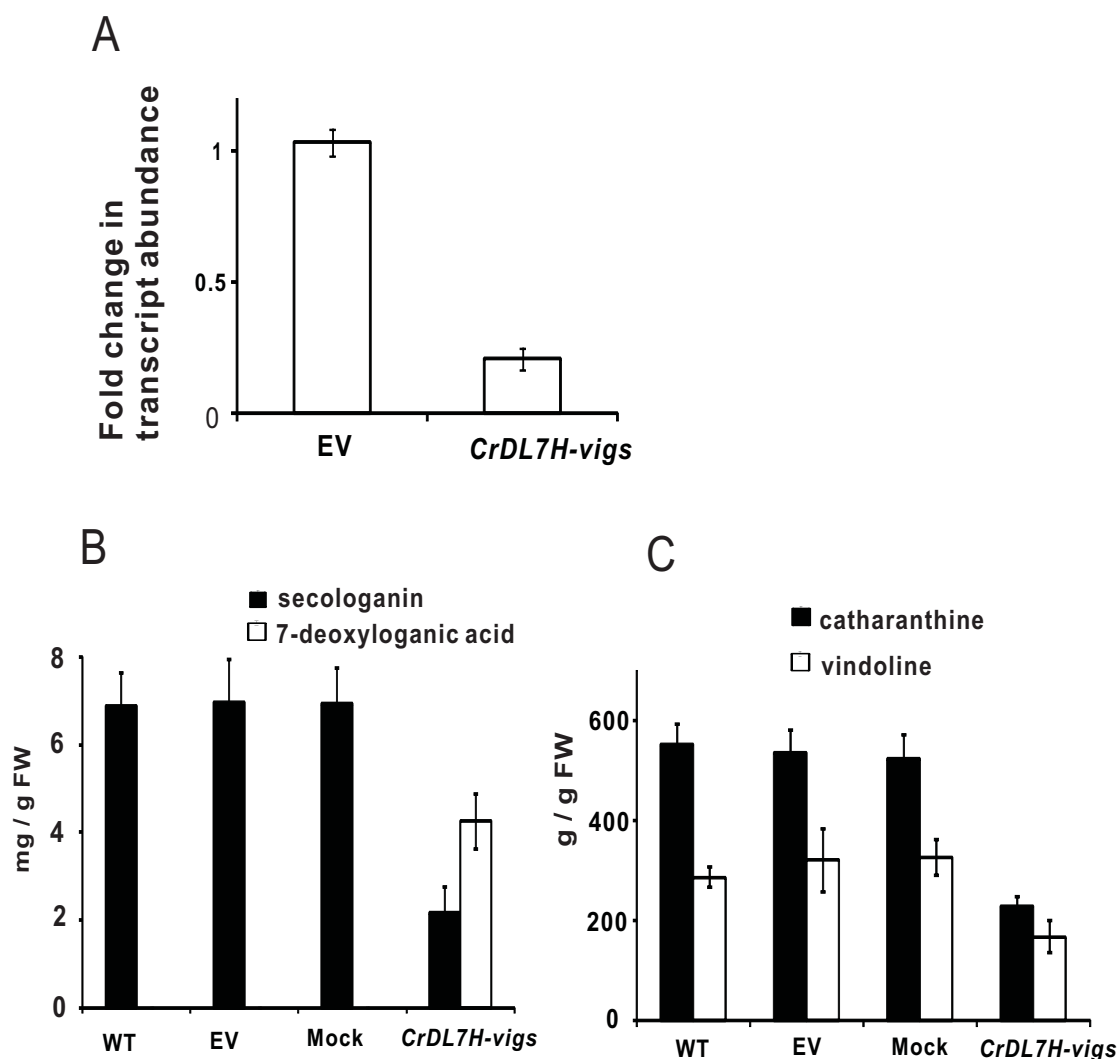 A
Fold change in
transcript abundance
1
0.5
0
EV
CrDL7H-vigs
B
secologanin
7-deoxyloganic acid
mg / g FW
8
6
4
2
0
WT
EV
Mock
CrDL7H-vigs
C
catharanthine
vindoline
g / g FW
600
400
200
0
WT
EV
Mock
CrDL7H-vigs